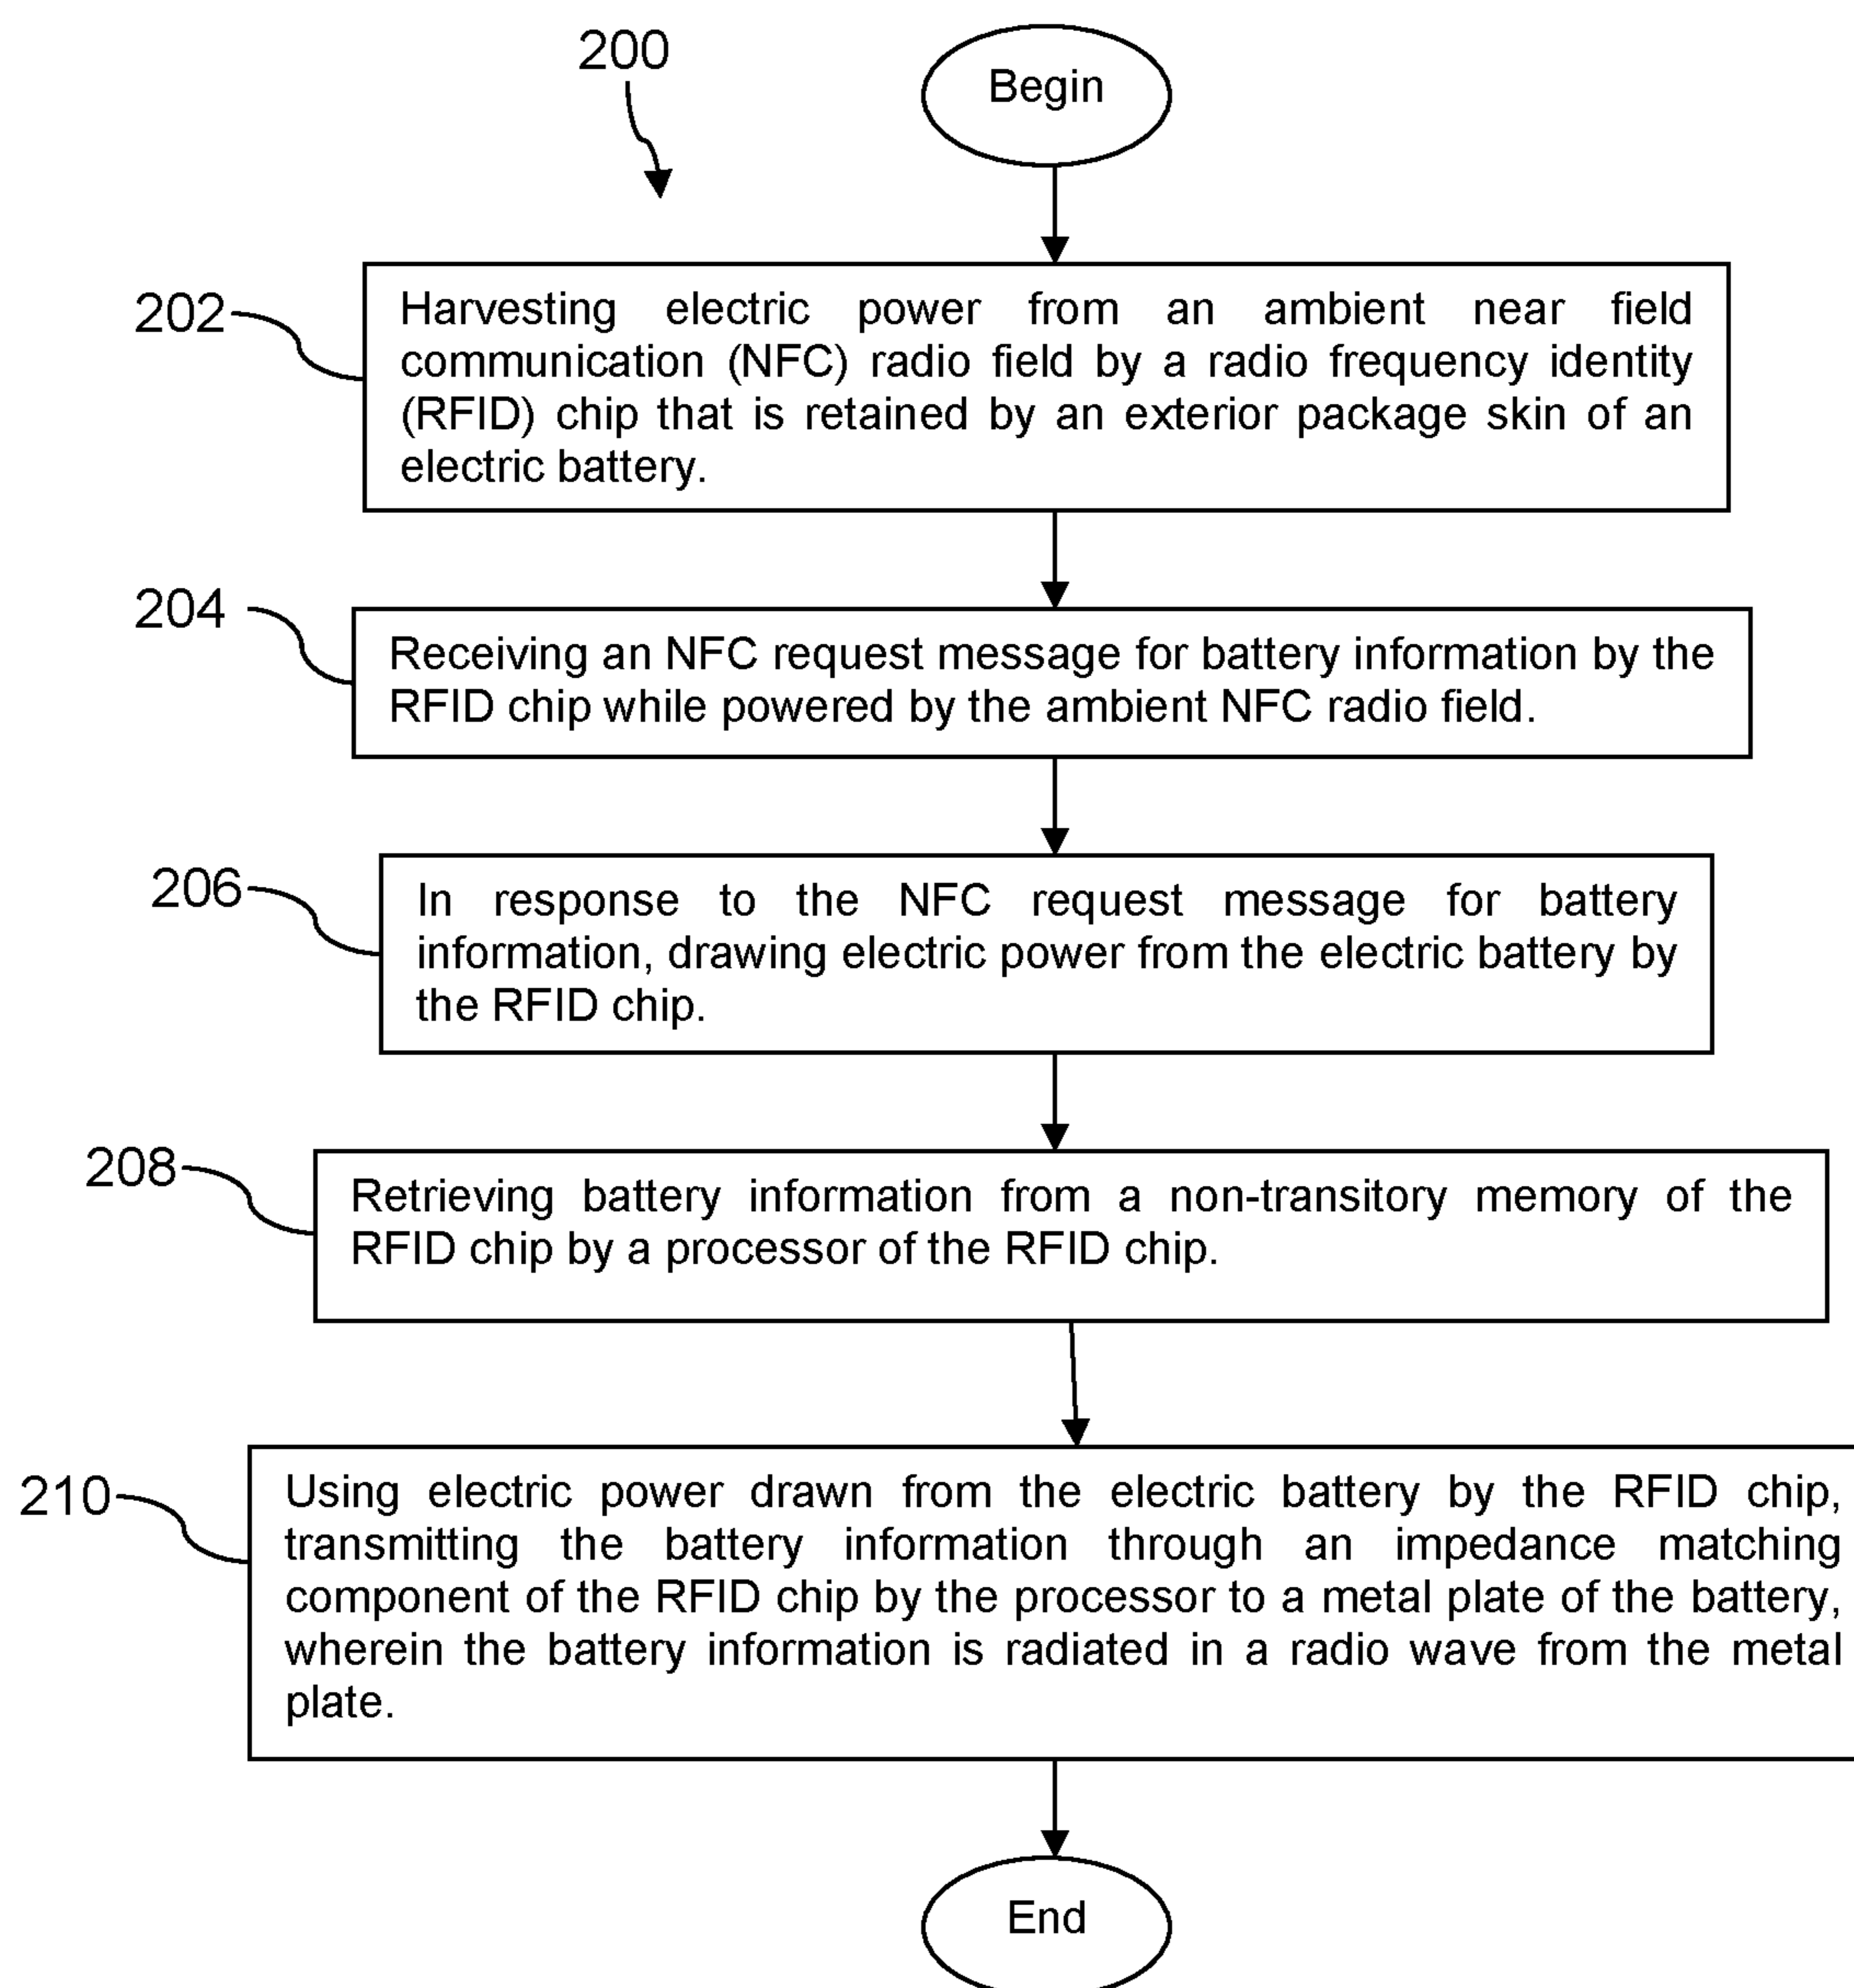 200
Begin
202
Harvesting electric power from an ambient near field
communication (NFC) radio field by a radio frequency identity
(RFID) chip that is retained by an exterior package skin of an
electric battery.
204
Receiving an NFC request message for battery information by the
RFID chip while powered by the ambient NFC radio field.
206
In response to the NFC request message for battery
information, drawing electric power from the electric battery by
the RFID chip.
208
Retrieving battery information from a non-transitory memory of the
RFID chip by a processor of the RFID chip.
210
Using electric power drawn from the electric battery by the RFID chip,
transmitting the battery information through an impedance matching
component of the RFID chip by the processor to a metal plate of the battery,
wherein the battery information is radiated in a radio wave from the metal
plate.
End